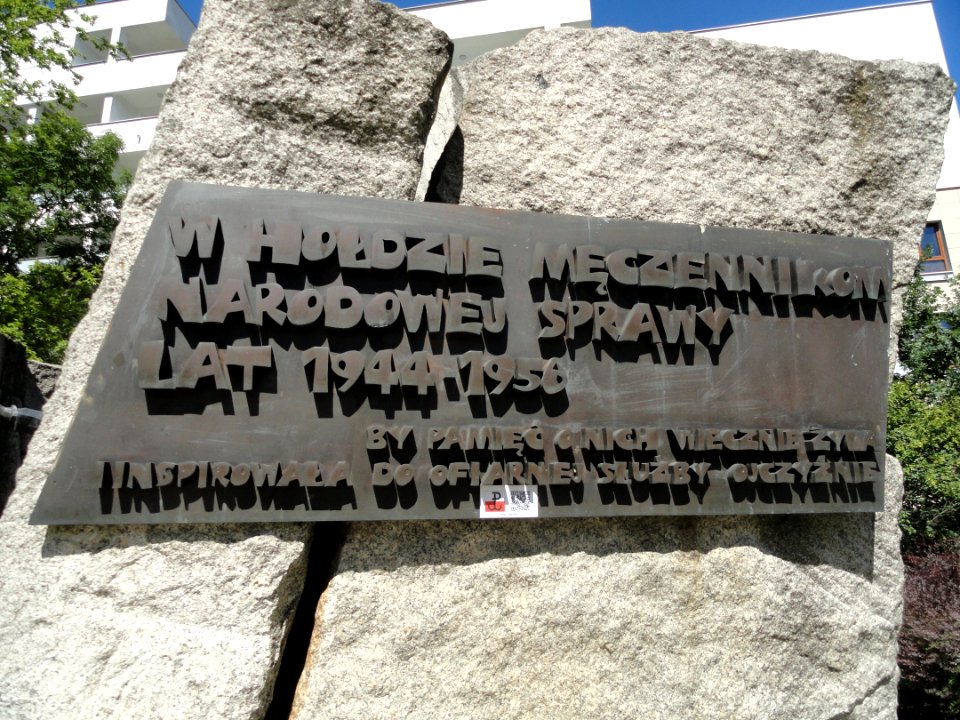 W HOŁDZIE MĘCZENNIKOM
NARODOWEJ SPRAWY
LAT 1944-1956
BY PAMIĘĆ O NICH WIECZNIE ŻYWA
INSPIROWAŁA DO OFIARNEJ SŁUŻBY OJCZYŹNIE